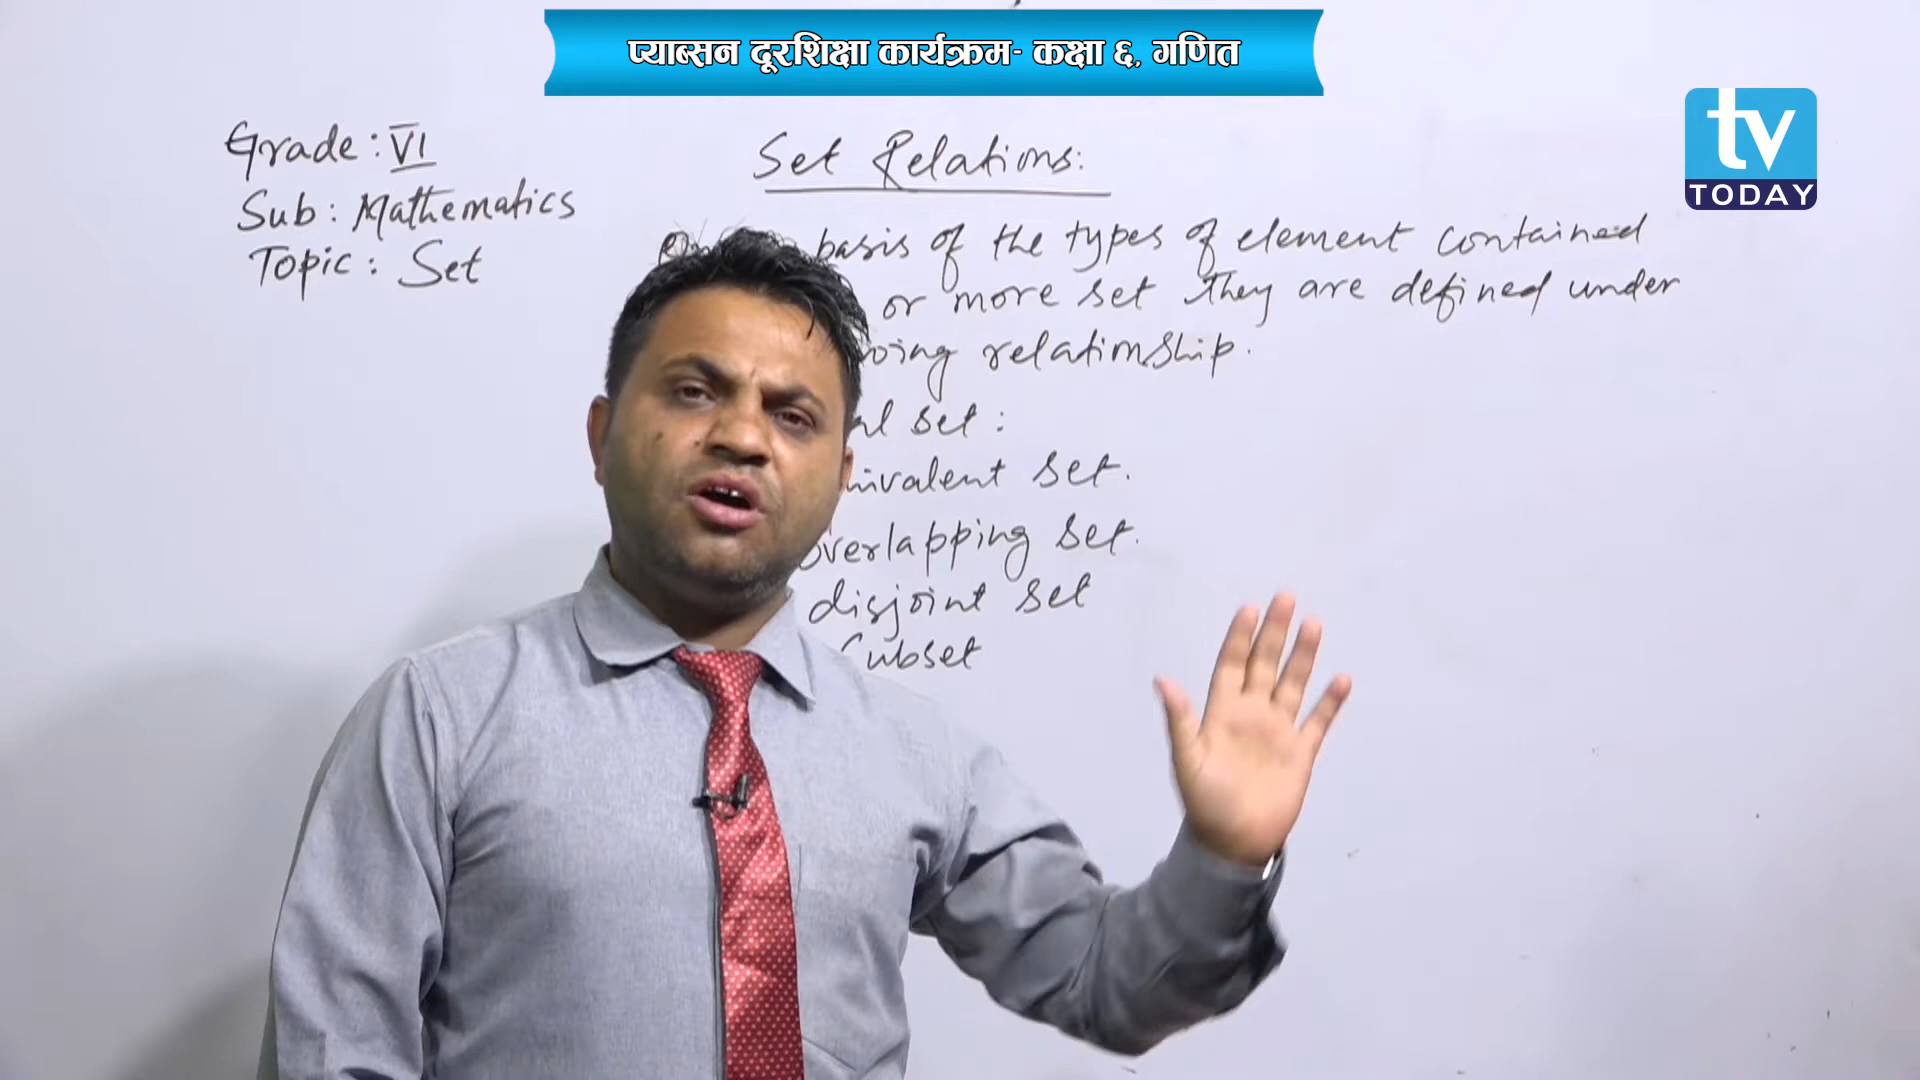 प्याब्सन दूरशिक्षा कार्यक्रम- कक्षा ६, गणित
tv
TODAY
Grade: VI
Sub: Mathematics
Topic: Set
Set Relations:
basis of the types of element contained
or more set they are defined under
relationship.
set:
set.
overlapping set.
disjoint set
Subset